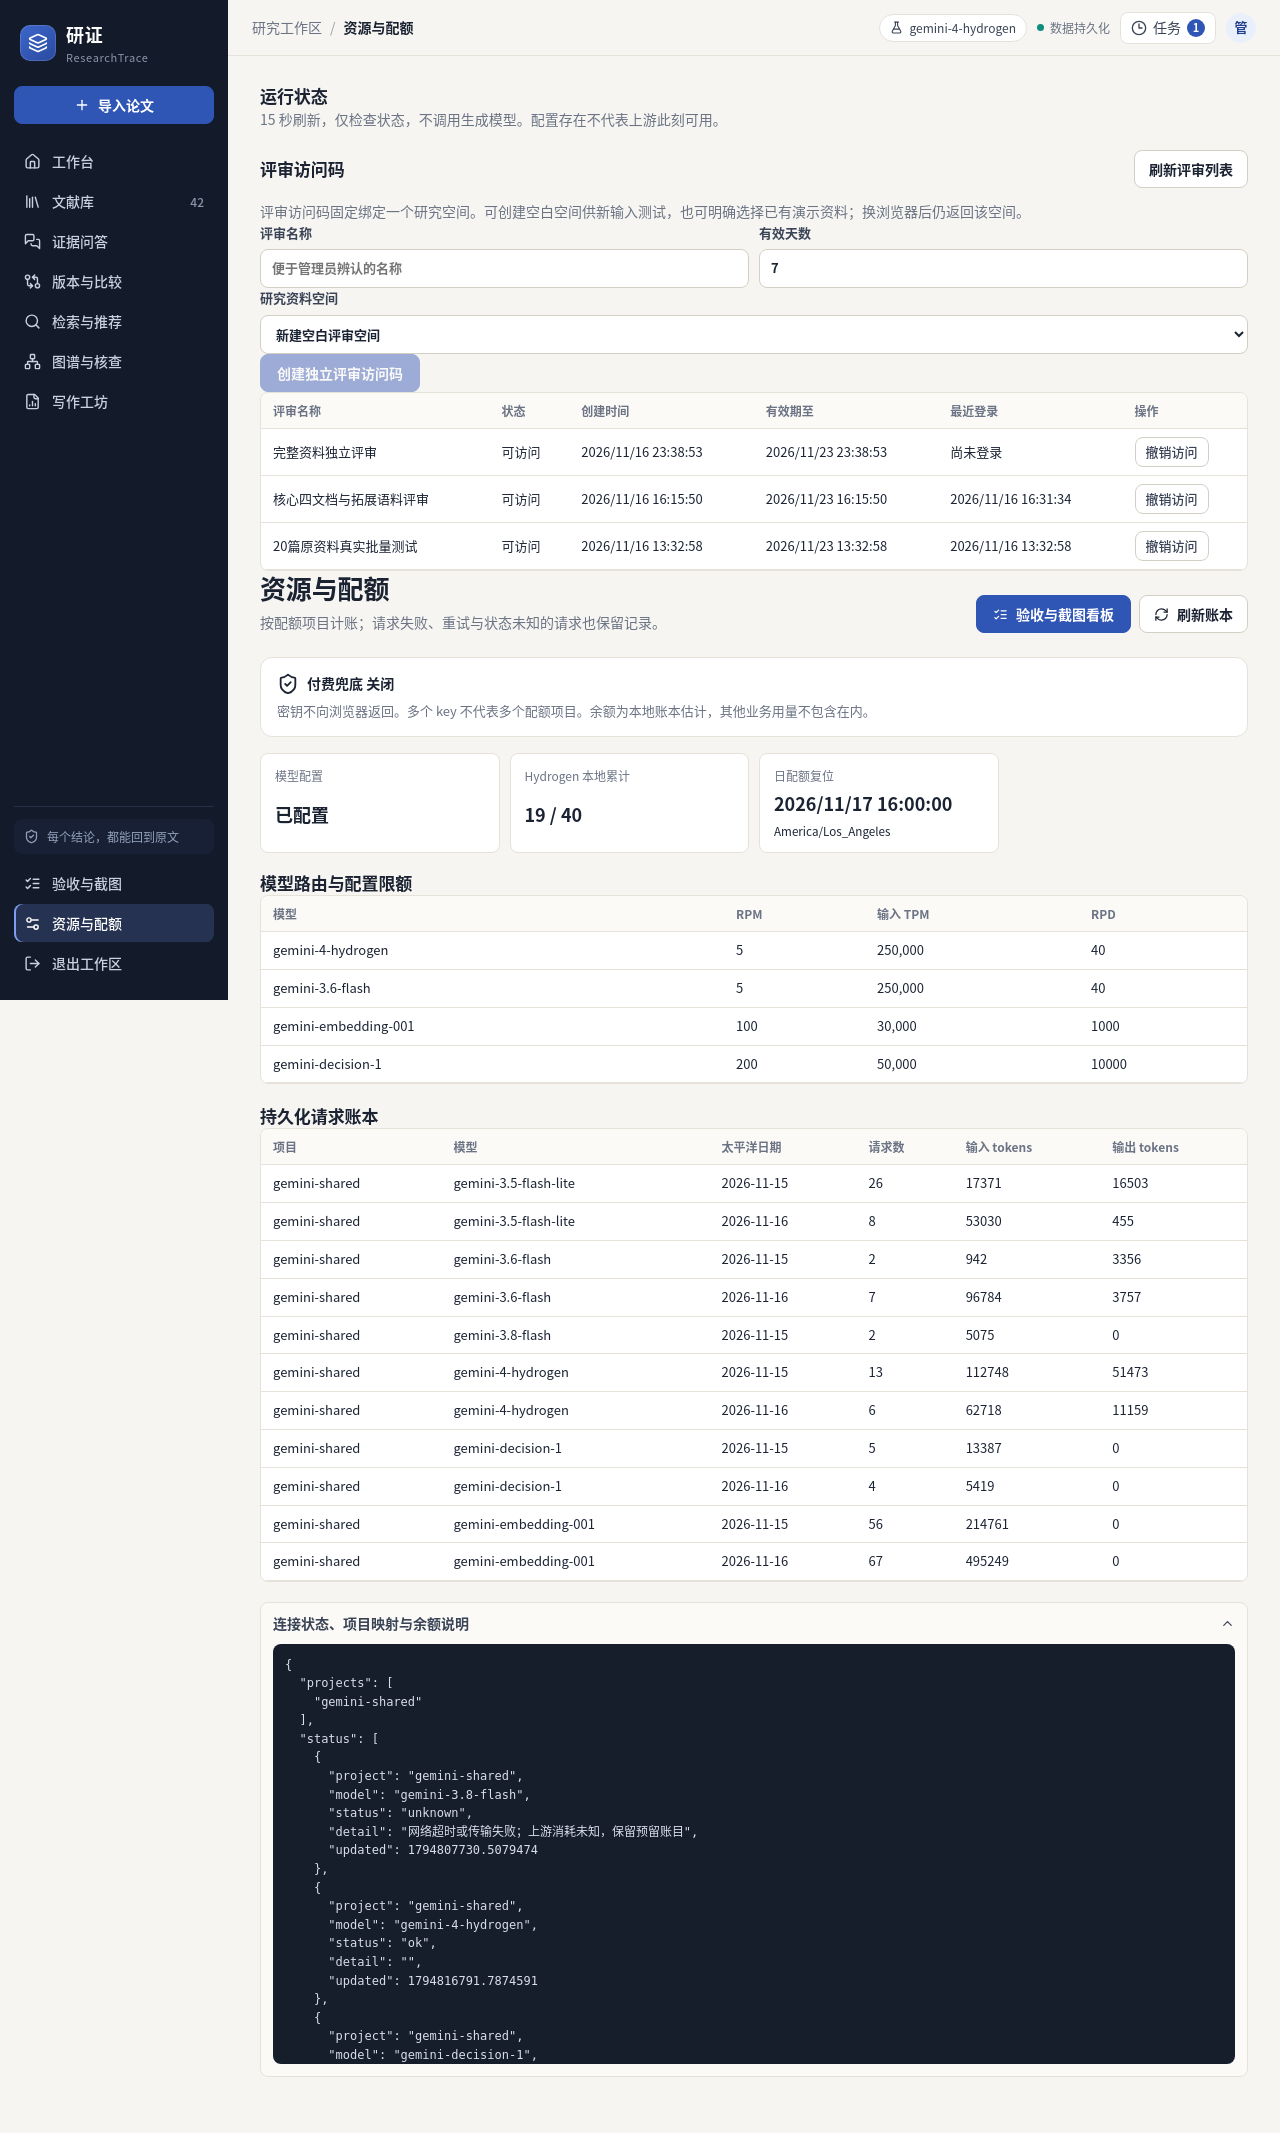 研证
ResearchTrace
导入论文
工作台
文献库 42
证据问答
版本与比较
检索与推荐
图谱与核查
写作工坊
每个结论，都能回到原文
验收与截图
资源与配额
退出工作区
研究工作区 / 资源与配额
gemini-4-hydrogen
数据持久化
任务 1
管
运行状态
15 秒刷新，仅检查状态，不调用生成模型。配置存在不代表上游此刻可用。
评审访问码
刷新评审列表
评审访问码固定绑定一个研究空间。可创建空白空间供新输入测试，也可明确选择已有演示资料；换浏览器后仍返回该空间。
评审名称 有效天数
便于管理员辨认的名称 7
研究资料空间
新建空白评审空间
创建独立评审访问码
评审名称 状态 创建时间 有效期至 最近登录 操作
完整资料独立评审 可访问 2026/11/16 23:38:53 2026/11/23 23:38:53 尚未登录 撤销访问
核心四文档与拓展语料评审 可访问 2026/11/16 16:15:50 2026/11/23 16:15:50 2026/11/16 16:31:34 撤销访问
20篇原资料真实批量测试 可访问 2026/11/16 13:32:58 2026/11/23 13:32:58 2026/11/16 13:32:58 撤销访问
资源与配额
按配额项目计账；请求失败、重试与状态未知的请求也保留记录。
验收与截图看板
刷新账本
付费兜底 关闭
密钥不向浏览器返回。多个 key 不代表多个配额项目。余额为本地账本估计，其他业务用量不包含在内。
模型配置
已配置
Hydrogen 本地累计
19 / 40
日配额复位
2026/11/17 16:00:00
America/Los_Angeles
模型路由与配置限额
模型 RPM 输入 TPM RPD
gemini-4-hydrogen 5 250,000 40
gemini-3.6-flash 5 250,000 40
gemini-embedding-001 100 30,000 1000
gemini-decision-1 200 50,000 10000
持久化请求账本
项目 模型 太平洋日期 请求数 输入 tokens 输出 tokens
gemini-shared gemini-3.5-flash-lite 2026-11-15 26 17371 16503
gemini-shared gemini-3.5-flash-lite 2026-11-16 8 53030 455
gemini-shared gemini-3.6-flash 2026-11-15 2 942 3356
gemini-shared gemini-3.6-flash 2026-11-16 7 96784 3757
gemini-shared gemini-3.8-flash 2026-11-15 2 5075 0
gemini-shared gemini-4-hydrogen 2026-11-15 13 112748 51473
gemini-shared gemini-4-hydrogen 2026-11-16 6 62718 11159
gemini-shared gemini-decision-1 2026-11-15 5 13387 0
gemini-shared gemini-decision-1 2026-11-16 4 5419 0
gemini-shared gemini-embedding-001 2026-11-15 56 214761 0
gemini-shared gemini-embedding-001 2026-11-16 67 495249 0
连接状态、项目映射与余额说明
{
"projects": [
"gemini-shared"
],
"status": [
{
"project": "gemini-shared",
"model": "gemini-3.8-flash",
"status": "unknown",
"detail": "网络超时或传输失败；上游消耗未知，保留预留账目",
"updated": 1794807730.5079474
},
{
"project": "gemini-shared",
"model": "gemini-4-hydrogen",
"status": "ok",
"detail": "",
"updated": 1794816791.7874591
},
{
"project": "gemini-shared",
"model": "gemini-decision-1",